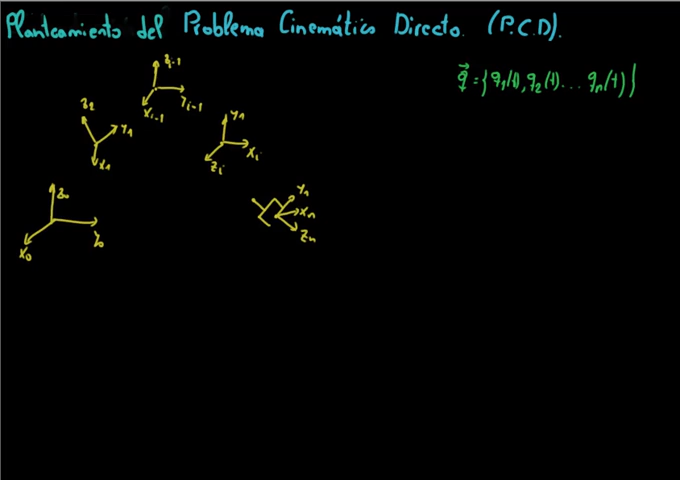 Planteamiento del Problema Cinemático Directo. (P.C.D).
q = {q1(t), q2(t)... qn(t)}
Zi-1
Yi-1
Xi-1
Z2
Y1
X1
Y1
Xi
Zi
Z0
Y0
X0
Yn
Xn
Zn